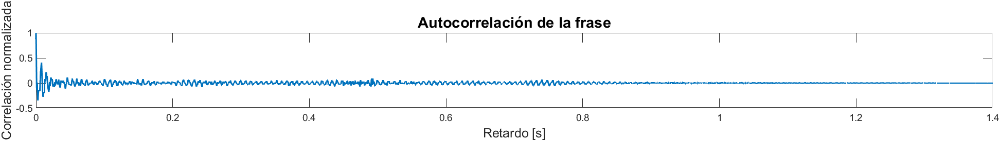 Autocorrelación de la frase
Correlación normalizada
1
0.5
0
-0.5
0 0.2 0.4 0.6 0.8 1 1.2 1.4
Retardo [s]